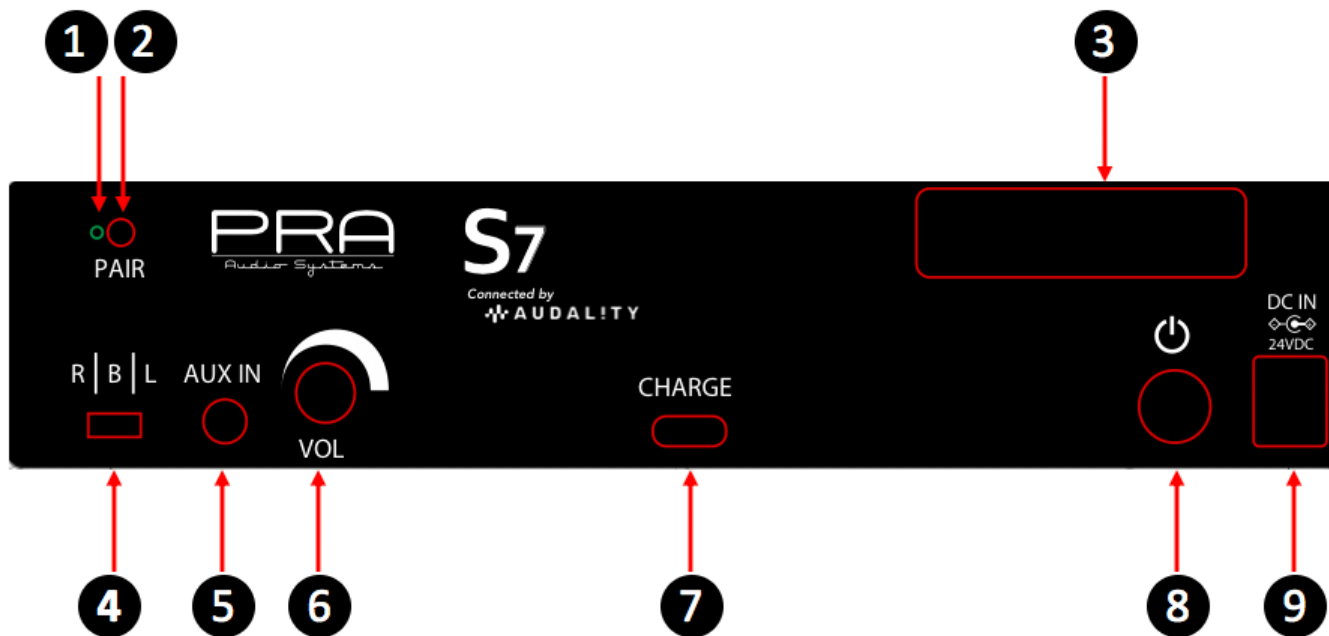 1 2 3
PRA
Audio Systems
S7
PAIR
Connected by
AUDAL!TY
DC IN
24VDC
R|B|L
AUX IN
CHARGE
VOL
4 5 6 7 8 9